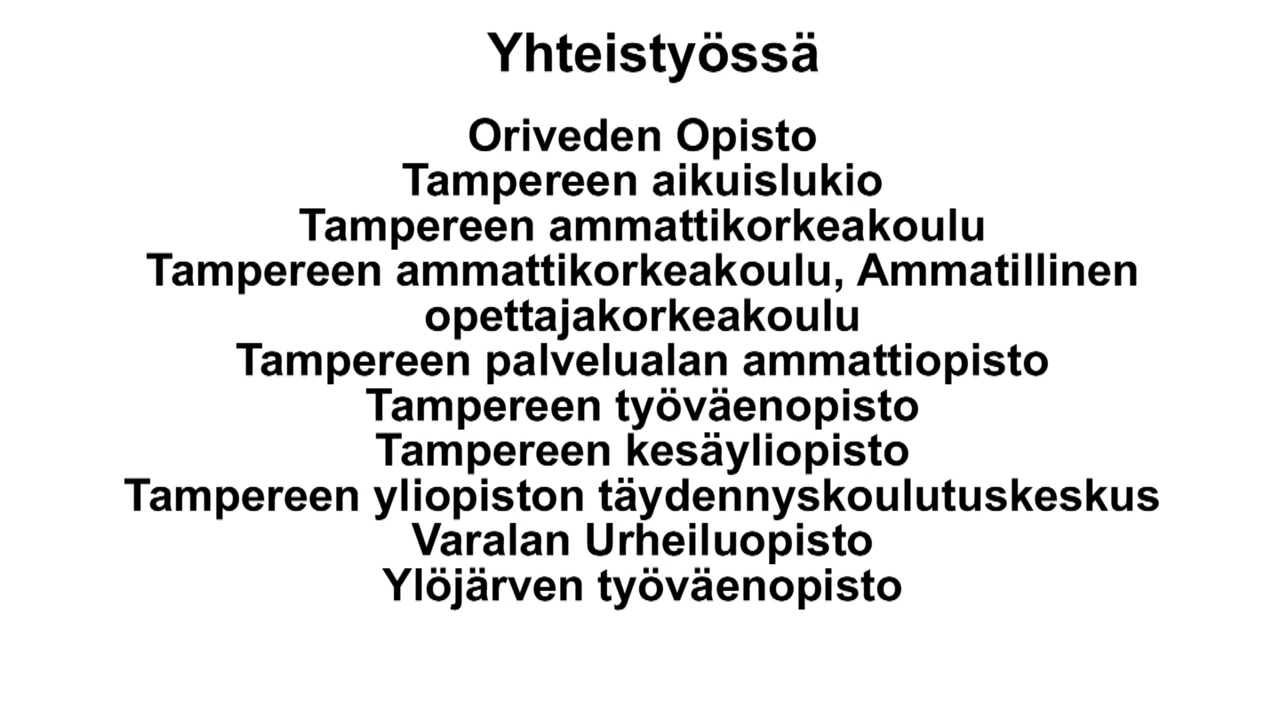 Yhteistyössä
Oriveden Opisto
Tampereen aikuislukio
Tampereen ammattikorkeakoulu
Tampereen ammattikorkeakoulu, Ammatillinen
opettajakorkeakoulu
Tampereen palvelualan ammattiopisto
Tampereen työväenopisto
Tampereen kesäyliopisto
Tampereen yliopiston täydennyskoulutuskeskus
Varalan Urheiluopisto
Ylöjärven työväenopisto